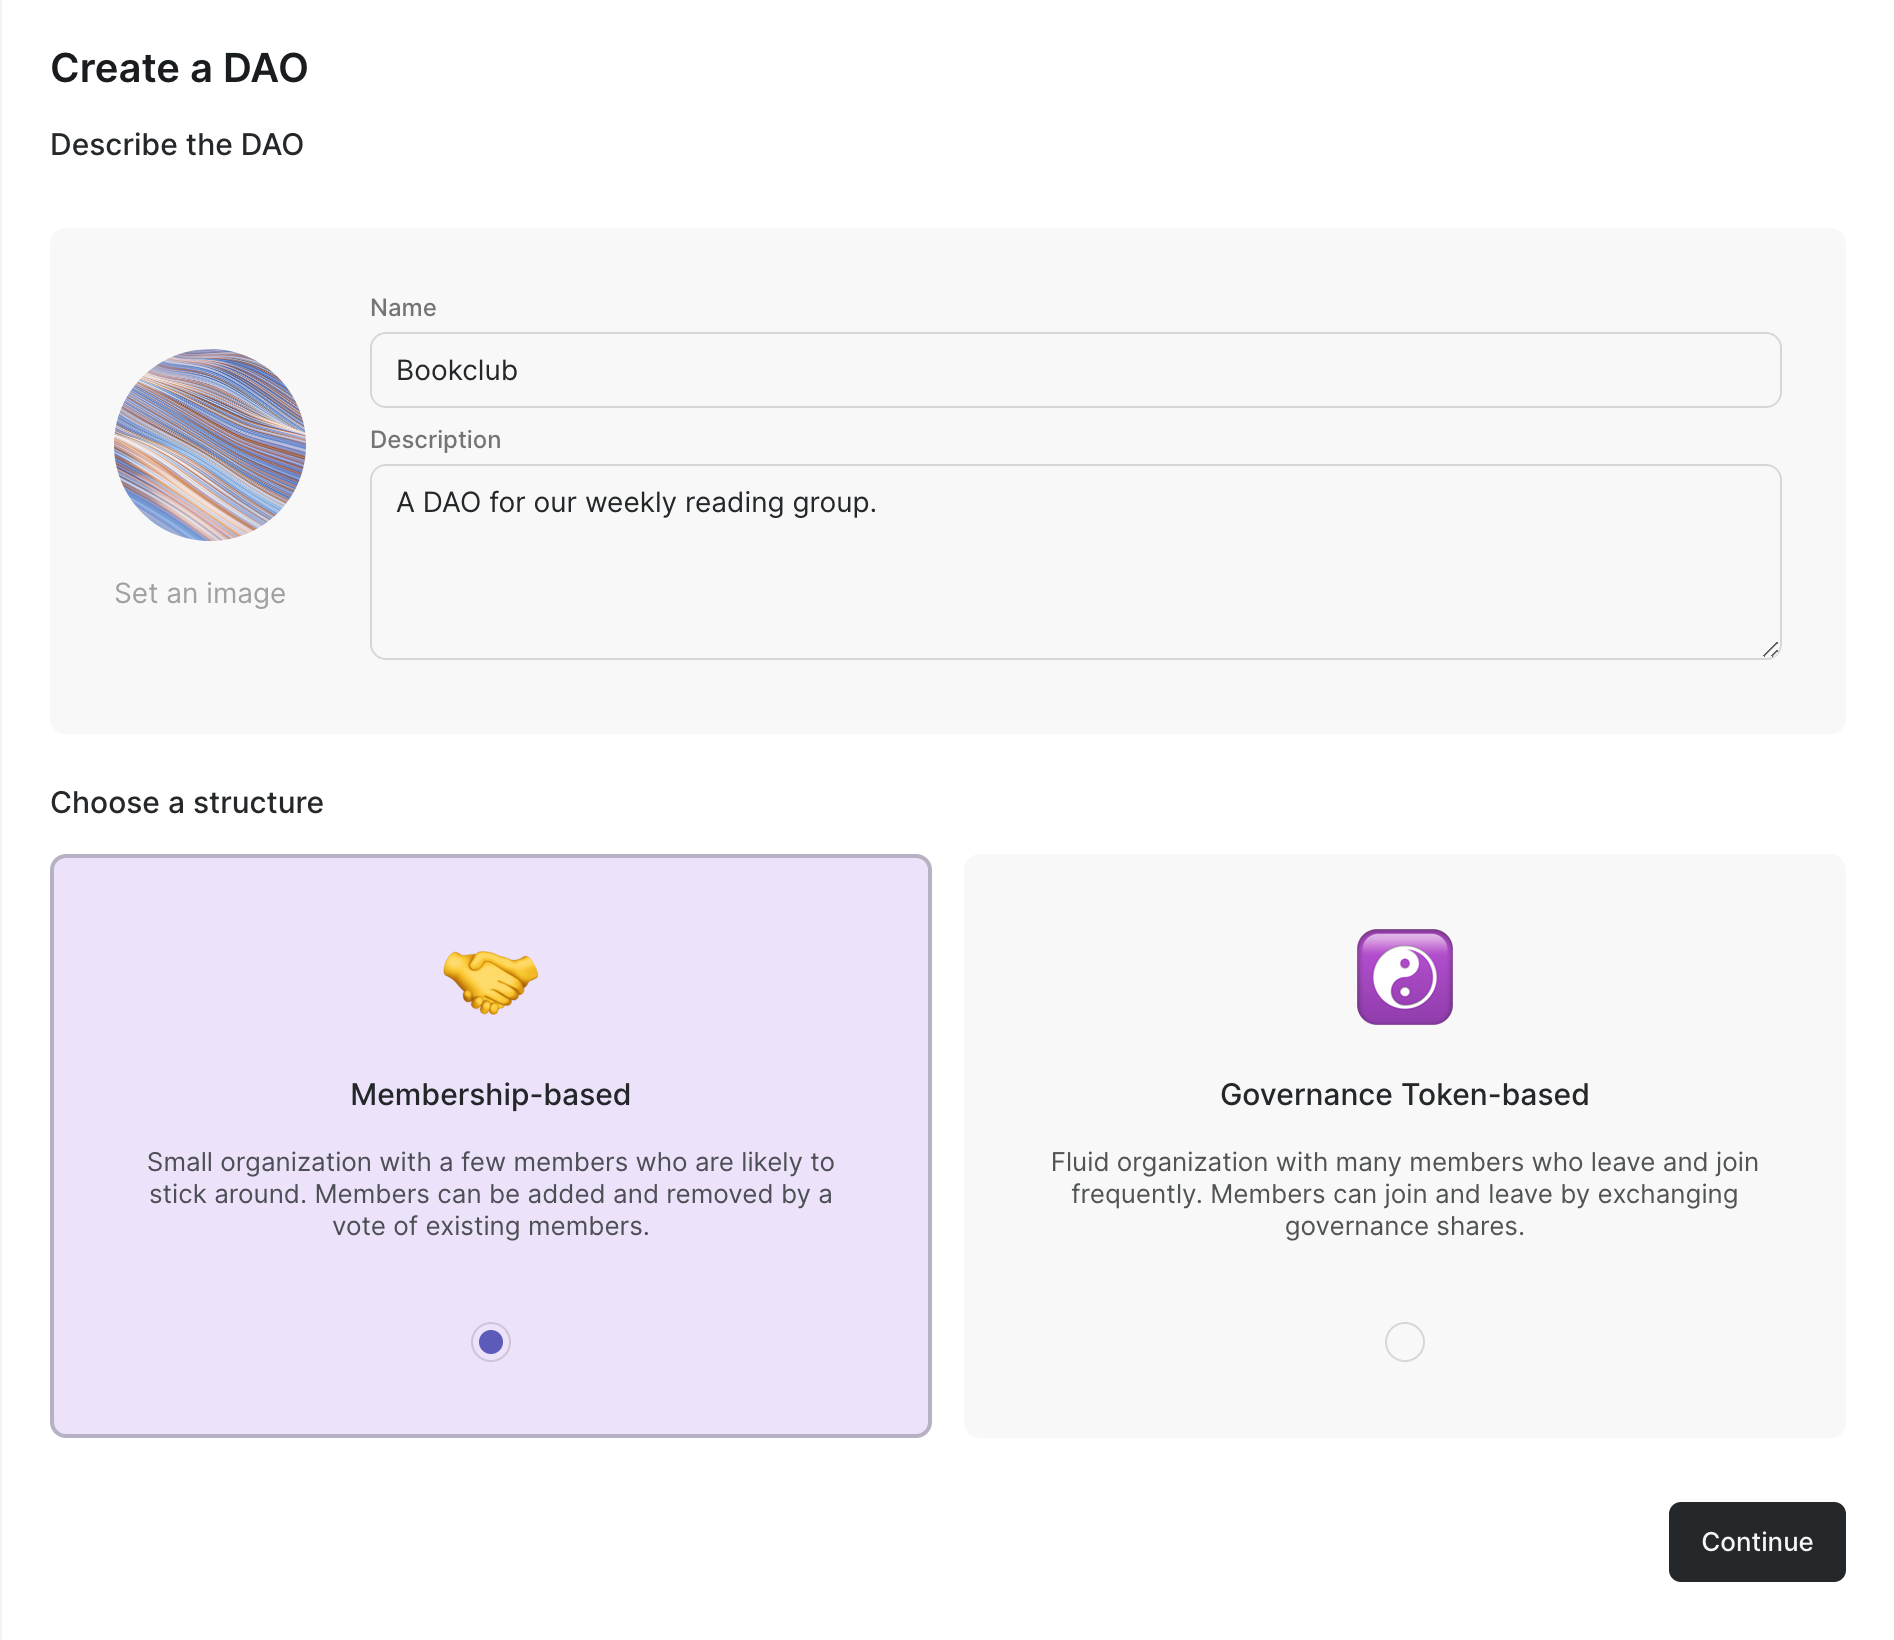 Create a DAO
Describe the DAO
Name
Bookclub
Description
A DAO for our weekly reading group.
Set an image
Choose a structure
Membership-based
Small organization with a few members who are likely to
stick around. Members can be added and removed by a
vote of existing members.
Governance Token-based
Fluid organization with many members who leave and join
frequently. Members can join and leave by exchanging
governance shares.
Continue